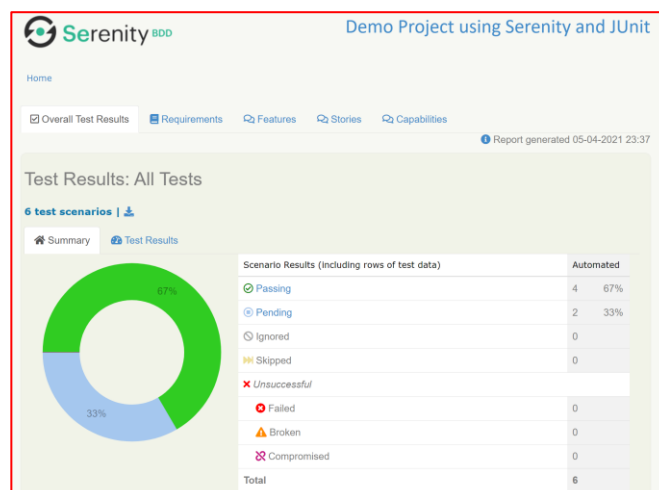 Serenity BDD
Demo Project using Serenity and JUnit
Home
Overall Test Results Requirements Features Stories Capabilities
Report generated 05-04-2021 23:37
Test Results: All Tests
6 test scenarios |
Summary Test Results
67%
33%
Scenario Results (including rows of test data) Automated
Passing 4 67%
Pending 2 33%
Ignored 0
Skipped 0
Unsuccessful
Failed 0
Broken 0
Compromised 0
Total 6